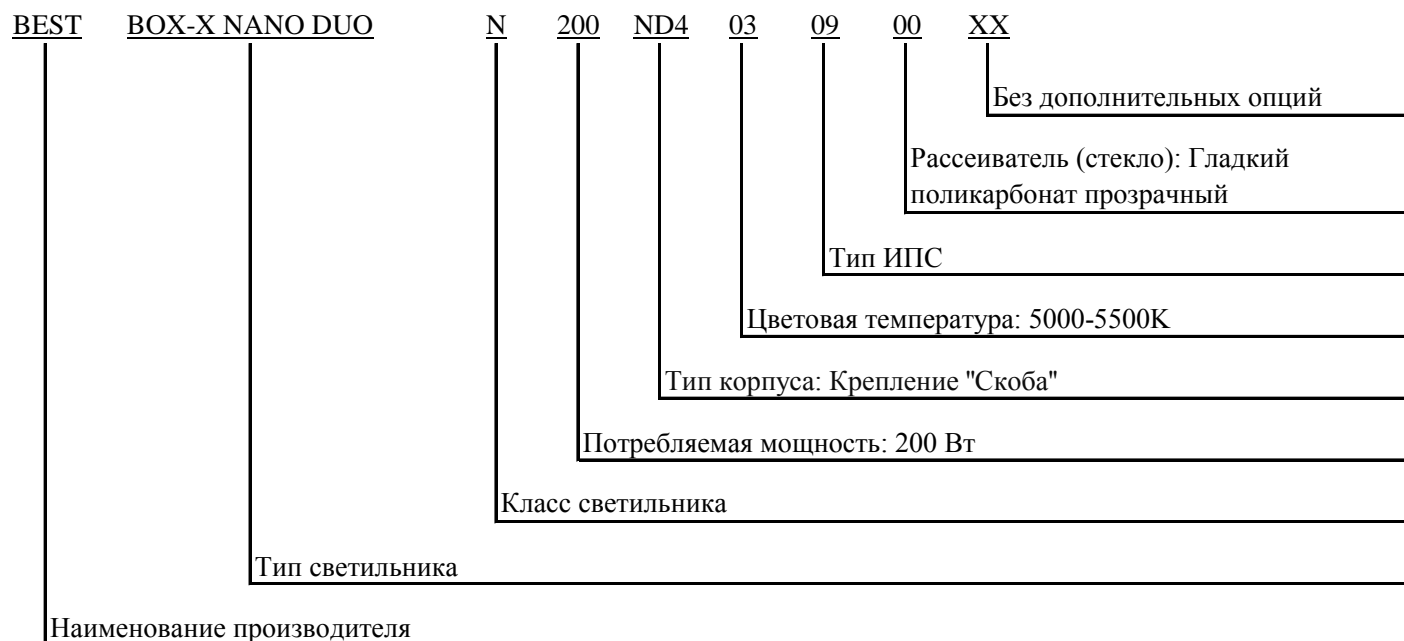 BEST BOX-X NANO DUO N 200 ND4 03 09 00 XX
Без дополнительных опций
Рассеиватель (стекло): Гладкий
поликарбонат прозрачный
Тип ИПС
Цветовая температура: 5000-5500К
Тип корпуса: Крепление "Скоба"
Потребляемая мощность: 200 Вт
Класс светильника
Тип светильника
Наименование производителя